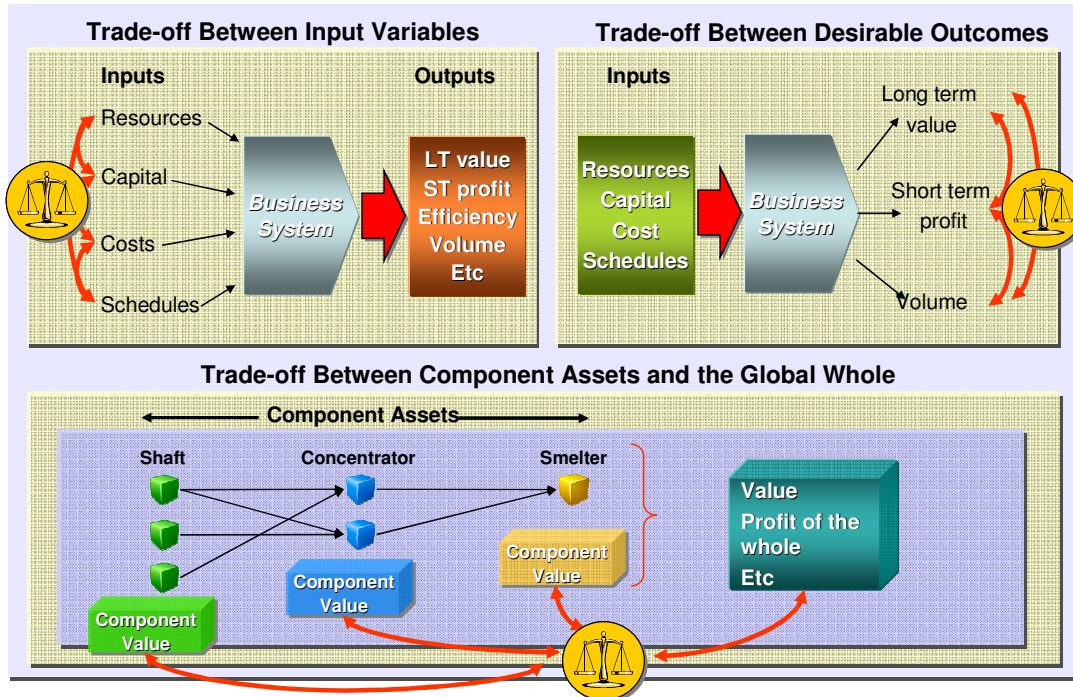 Trade-off Between Input Variables
Inputs
Outputs
Resources
Capital
Costs
Schedules
Business
System
LT value
ST profit
Efficiency
Volume
Etc
Trade-off Between Desirable Outcomes
Inputs
Resources
Capital
Cost
Schedules
Business
System
Long term
value
Short term
profit
Volume
Trade-off Between Component Assets and the Global Whole
Component Assets
Shaft
Concentrator
Smelter
Component
Value
Component
Value
Component
Value
Value
Profit of the
whole
Etc